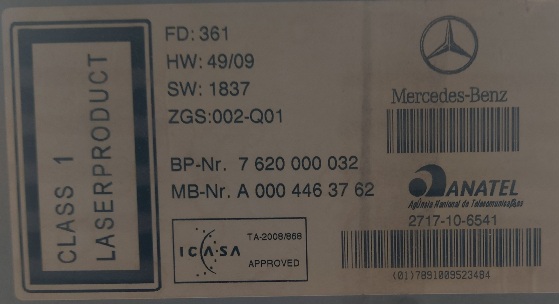 CLASS 1
LASERPRODUCT
FD: 361
HW: 49/09
SW: 1837
ZGS:002-Q01
BP-Nr. 7 620 000 032
MB-Nr. A 000 446 37 62
ICASA
TA-2008/868
APPROVED
Mercedes-Benz
ANATEL
Agência Nacional de Telecomunicações
2717-10-6541
(01)7891009523484